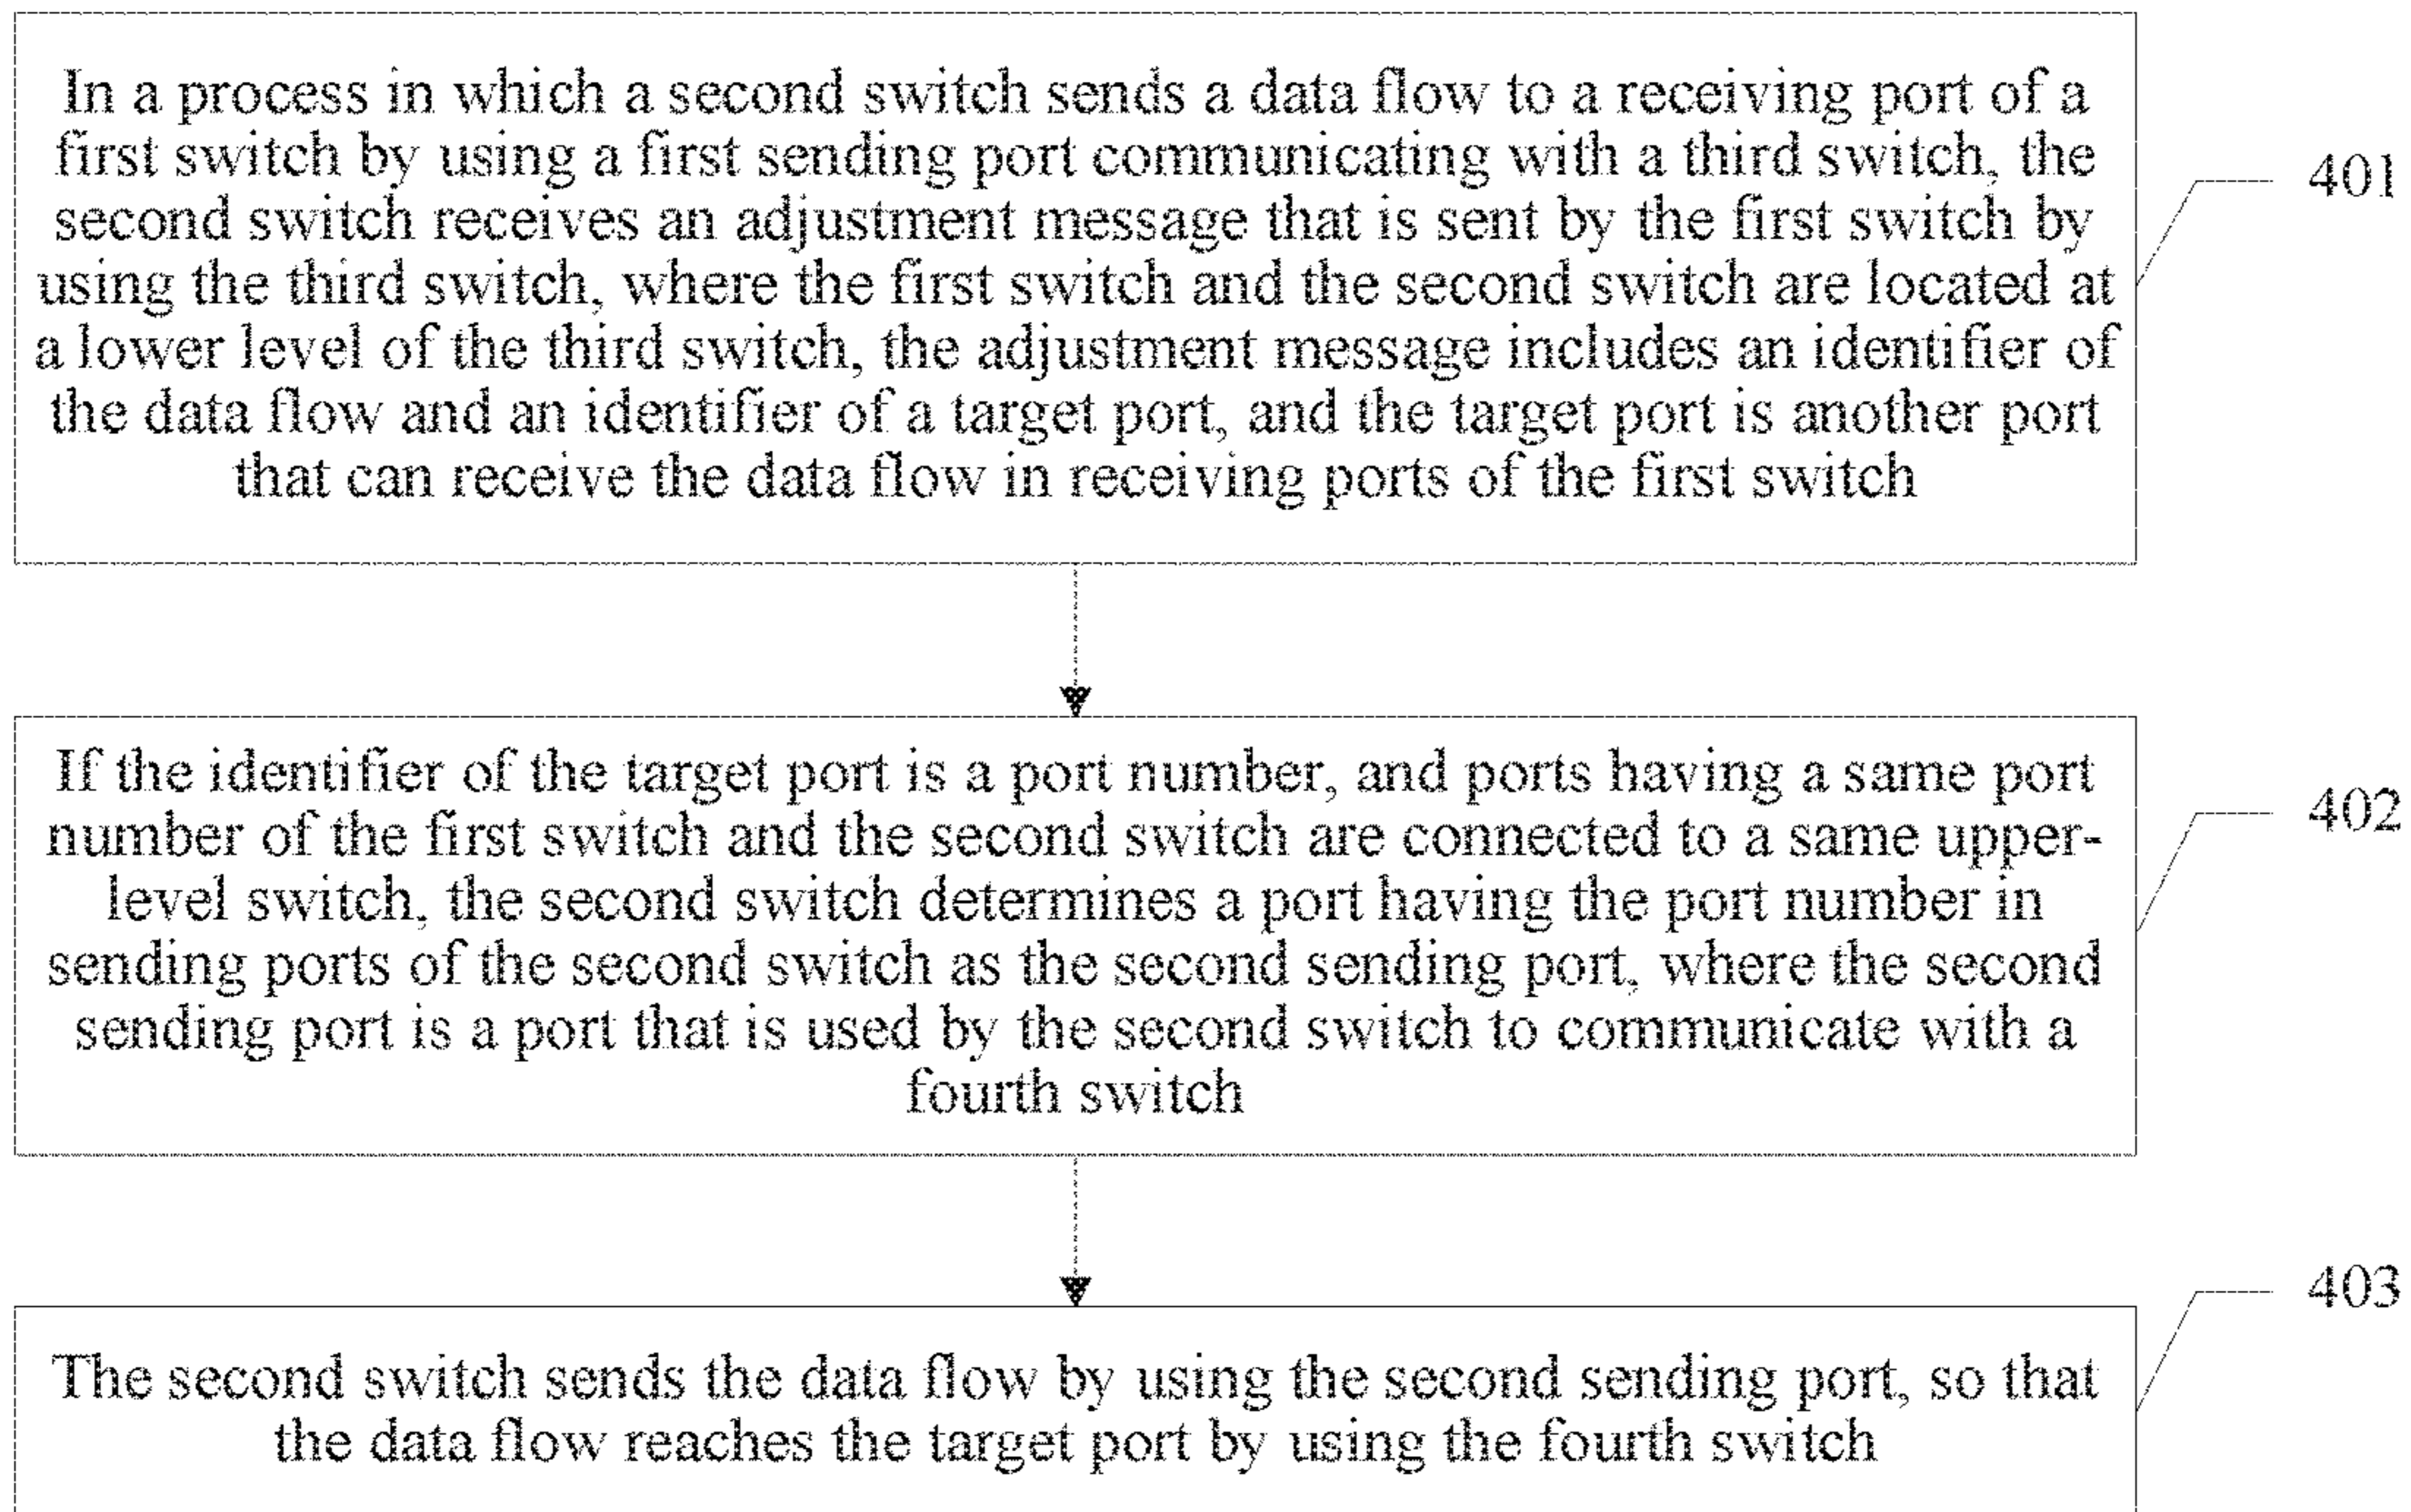 In a process in which a second switch sends a data flow to a receiving port of a
first switch by using a first sending port communicating with a third switch, the
second switch receives an adjustment message that is sent by the first switch by
using the third switch, where the first switch and the second switch are located at
a lower level of the third switch, the adjustment message includes an identifier of
the data flow and an identifier of a target port, and the target port is another port
that can receive the data flow in receiving ports of the first switch
401
If the identifier of the target port is a port number, and ports having a same port
number of the first switch and the second switch are connected to a same upper-
level switch, the second switch determines a port having the port number in
sending ports of the second switch as the second sending port, where the second
sending port is a port that is used by the second switch to communicate with a
fourth switch
402
The second switch sends the data flow by using the second sending port, so that
the data flow reaches the target port by using the fourth switch
403